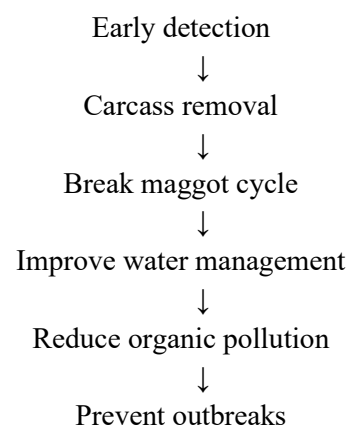 Early detection
↓
Carcass removal
↓
Break maggot cycle
↓
Improve water management
↓
Reduce organic pollution
↓
Prevent outbreaks